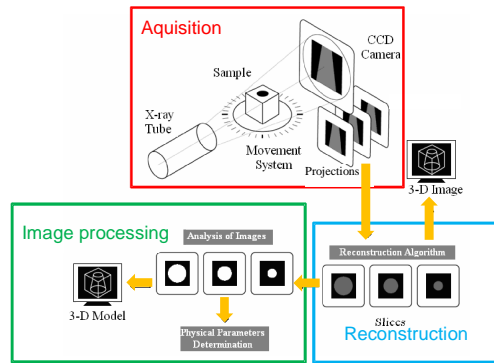 Aquisition
CCD
Camera
Sample
X-ray
Tube
Movement
System
Projections
3-D Image
Image processing
Analysis of Images
Reconstruction Algorithm
3-D Model
Slices
Physical Parameters
Determination
Reconstruction